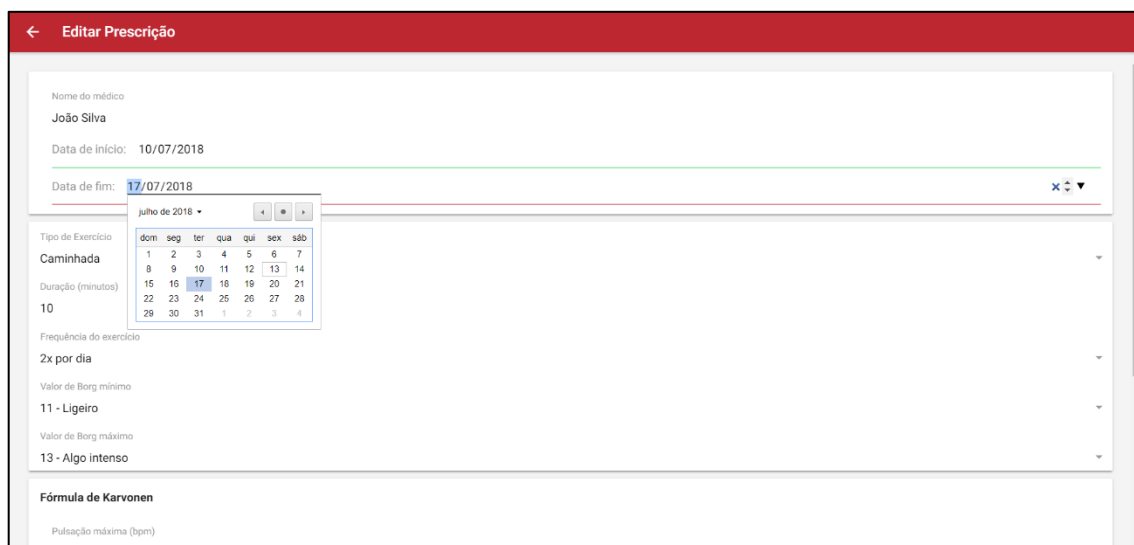 Editar Prescrição
Nome do médico
João Silva
Data de início: 10/07/2018
Data de fim: 17/07/2018
julho de 2018
dom seg ter qua qui sex sáb
1 2 3 4 5 6 7
8 9 10 11 12 13 14
15 16 17 18 19 20 21
22 23 24 25 26 27 28
29 30 31 1 2 3 4
Tipo de Exercício
Caminhada
Duração (minutos)
10
Frequência do exercício
2x por dia
Valor de Borg mínimo
11 - Ligeiro
Valor de Borg máximo
13 - Algo intenso
Fórmula de Karvonen
Pulsação máxima (bpm)